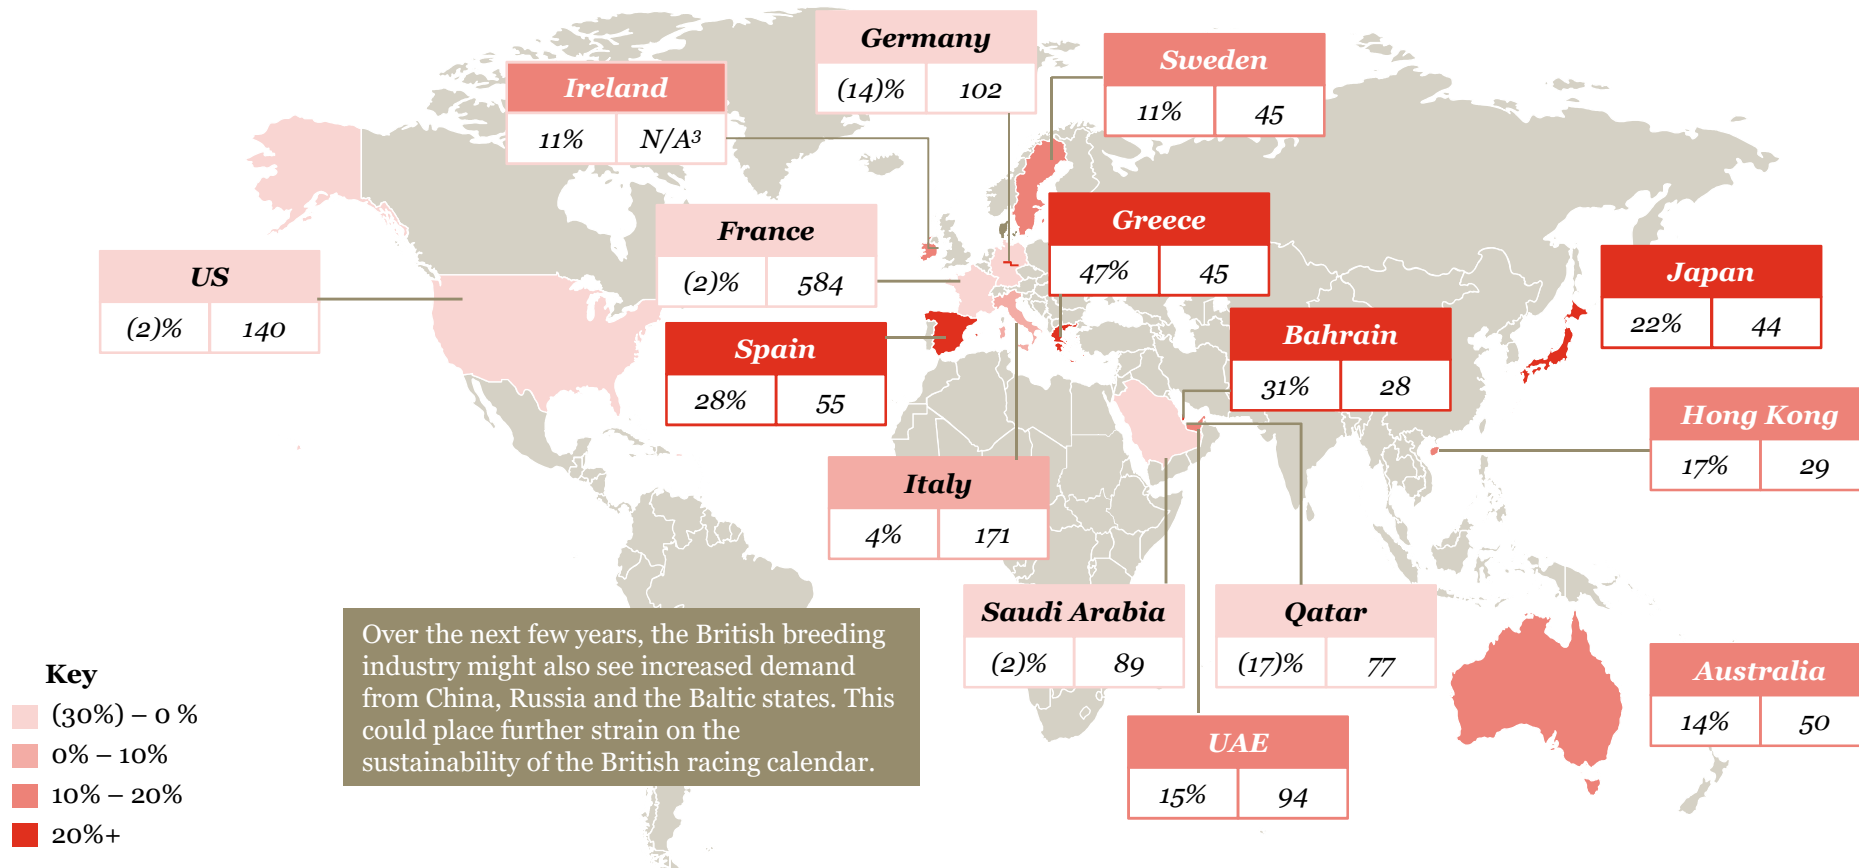 Germany
(14)% 102
Sweden
11% 45
Ireland
11% N/A³
France
(2)% 584
Greece
47% 45
US
(2)% 140
Japan
22% 44
Spain
28% 55
Bahrain
31% 28
Hong Kong
17% 29
Italy
4% 171
Saudi Arabia
(2)% 89
Qatar
(17)% 77
Australia
14% 50
UAE
15% 94
Over the next few years, the British breeding
industry might also see increased demand
from China, Russia and the Baltic states. This
could place further strain on the
sustainability of the British racing calendar.
Key
(30%) – 0 %
0% – 10%
10% – 20%
20%+